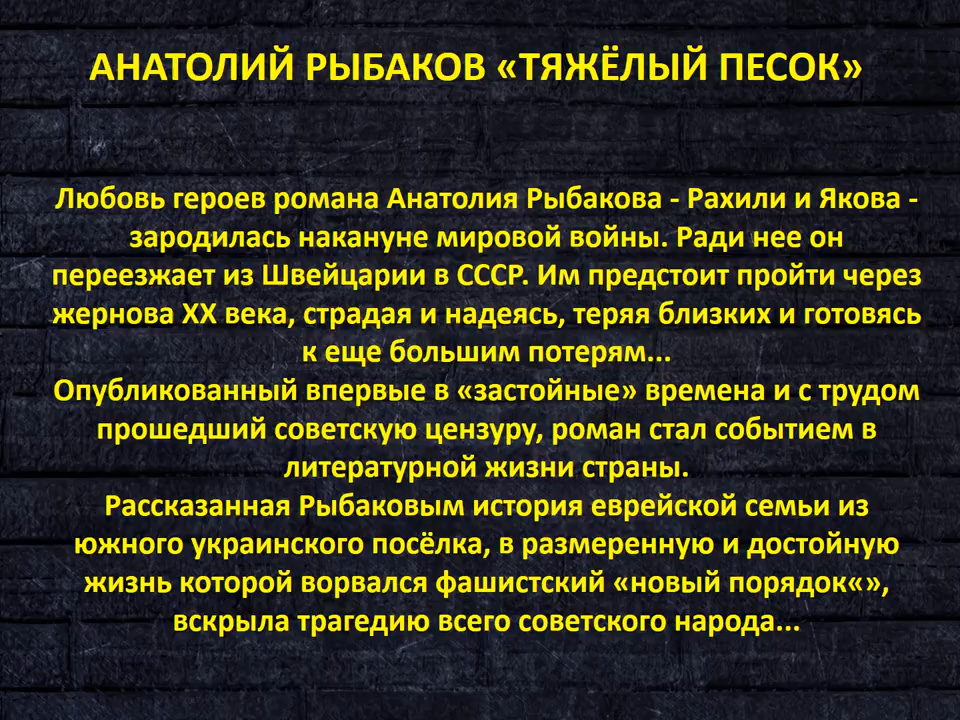 АНАТОЛИЙ РЫБАКОВ «ТЯЖЁЛЫЙ ПЕСОК»
Любовь героев романа Анатолия Рыбакова - Рахили и Якова -
зародилась накануне мировой войны. Ради нее он
переезжает из Швейцарии в СССР. Им предстоит пройти через
жернова XX века, страдая и надеясь, теряя близких и готовясь
к еще большим потерям...
Опубликованный впервые в «застойные» времена и с трудом
прошедший советскую цензуру, роман стал событием в
литературной жизни страны.
Рассказанная Рыбаковым история еврейской семьи из
южного украинского посёлка, в размеренную и достойную
жизнь которой ворвался фашистский «новый порядок«»,
вскрыла трагедию всего советского народа...